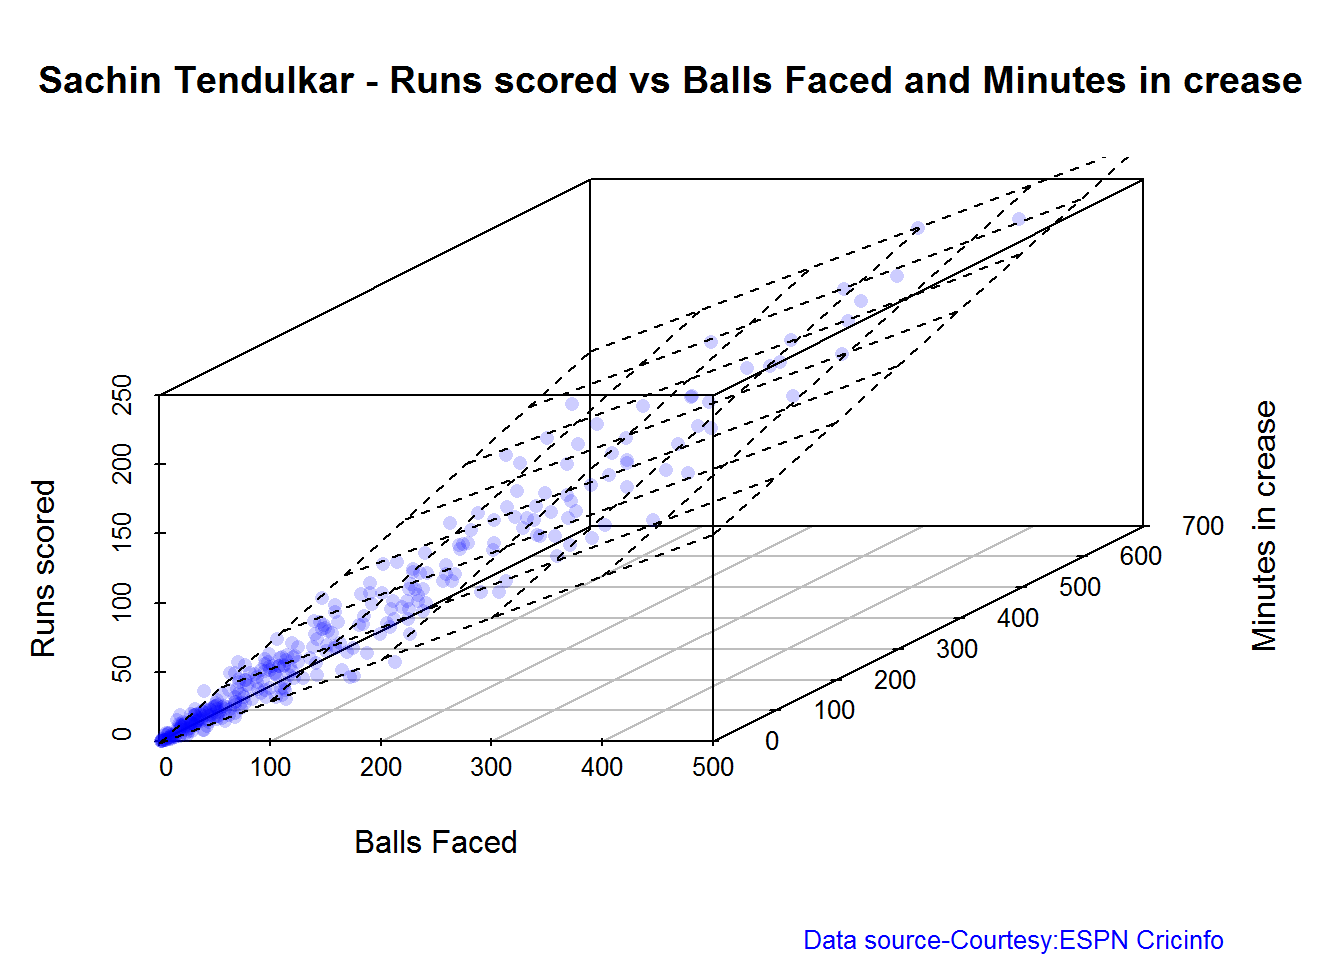 Sachin Tendulkar - Runs scored vs Balls Faced and Minutes in crease
Runs scored
250
200
150
100
50
0
0 100 200 300 400 500
Balls Faced
0
100
200
300
400
500
600
700
Minutes in crease
Data source-Courtesy:ESPN Cricinfo